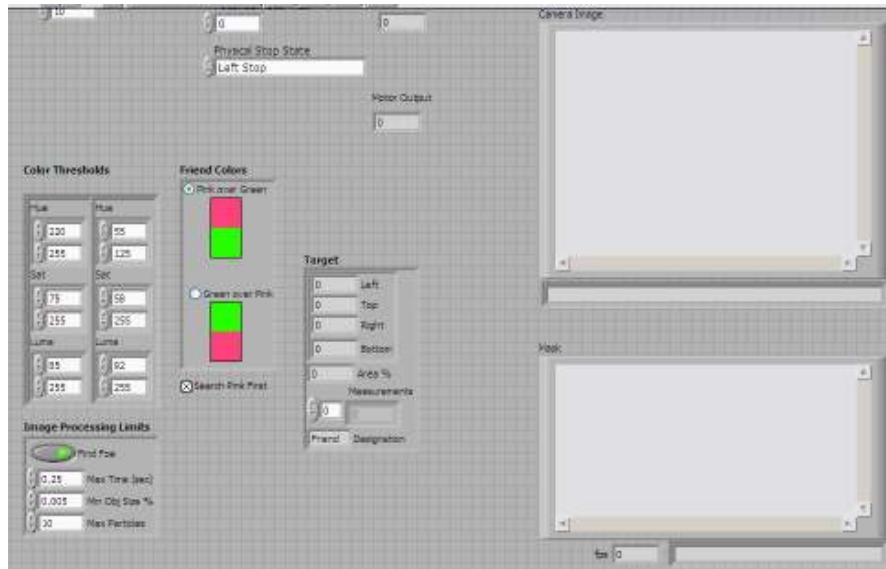 10
0
0
Camera Image
Physical Stop State
Left Stop
Motor Output
0
Color Thresholds
Hue
Hue
220
55
255
125
Sat
Sat
75
58
255
255
Luma
Luma
85
92
255
255
Friend Colors
Pink over Green
Green over Pink
Search Pink First
Target
0 Left
0 Top
0 Right
0 Bottom
0 Area %
Measurements
0
Friend Designation
Image Processing Limits
Find Foe
0.25 Max Time (sec)
0.005 Min Obj Size %
10 Max Particles
Mask
fps 0